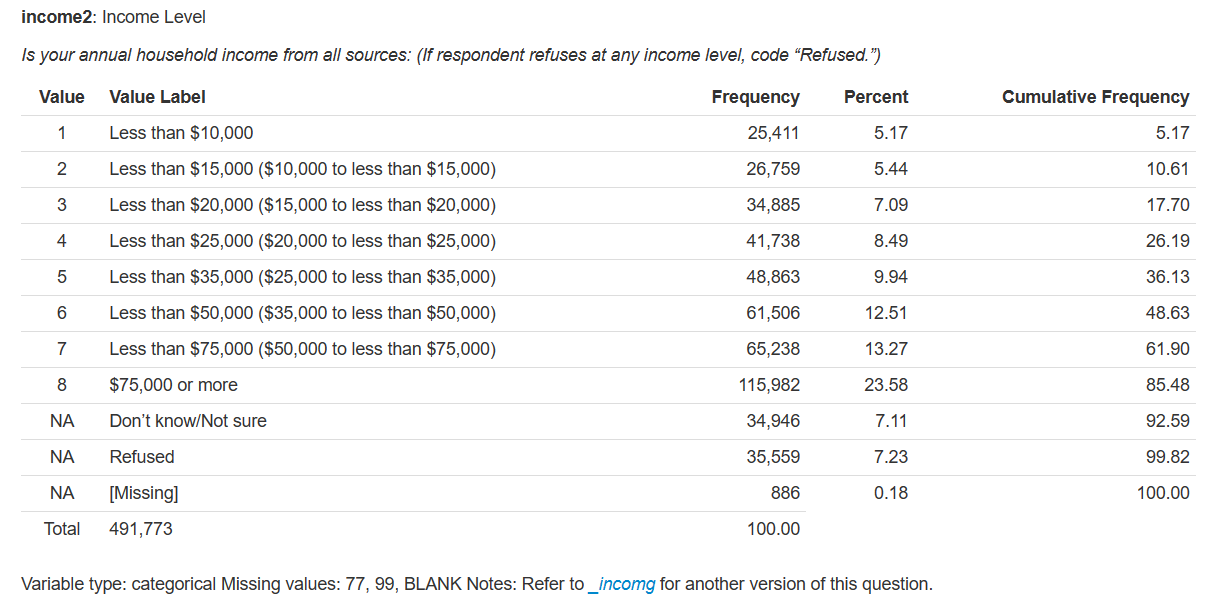 income2: Income Level
Is your annual household income from all sources: (If respondent refuses at any income level, code “Refused.”)
Value Value Label Frequency Percent Cumulative Frequency
1 Less than $10,000 25,411 5.17 5.17
2 Less than $15,000 ($10,000 to less than $15,000) 26,759 5.44 10.61
3 Less than $20,000 ($15,000 to less than $20,000) 34,885 7.09 17.70
4 Less than $25,000 ($20,000 to less than $25,000) 41,738 8.49 26.19
5 Less than $35,000 ($25,000 to less than $35,000) 48,863 9.94 36.13
6 Less than $50,000 ($35,000 to less than $50,000) 61,506 12.51 48.63
7 Less than $75,000 ($50,000 to less than $75,000) 65,238 13.27 61.90
8 $75,000 or more 115,982 23.58 85.48
NA Don’t know/Not sure 34,946 7.11 92.59
NA Refused 35,559 7.23 99.82
NA [Missing] 886 0.18 100.00
Total 491,773 100.00
Variable type: categorical Missing values: 77, 99, BLANK Notes: Refer to _incomg for another version of this question.